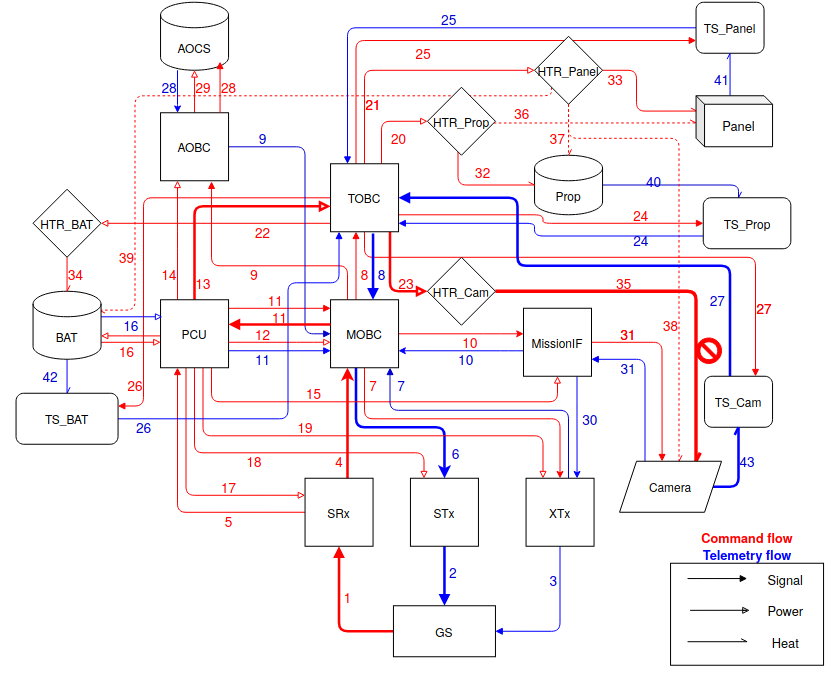 25
TS_Panel
AOCS
25
HTR_Panel
33
41
28
29
28
21
36
Panel
HTR_Prop
20
37
9
AOBC
32
40
TOBC
Prop
HTR_BAT
24
TS_Prop
22
24
39
34
14
13
9
8
8
23
HTR_Cam
35
11
27
27
16
BAT
PCU
11
MOBC
38
31
12
10
MissionIF
16
11
10
31
42
26
15
7
7
TS_Cam
TS_BAT
26
19
30
6
18
4
43
17
SRx
STx
XTx
Camera
5
Command flow
Telemetry flow
2
3
Signal
1
Power
GS
Heat